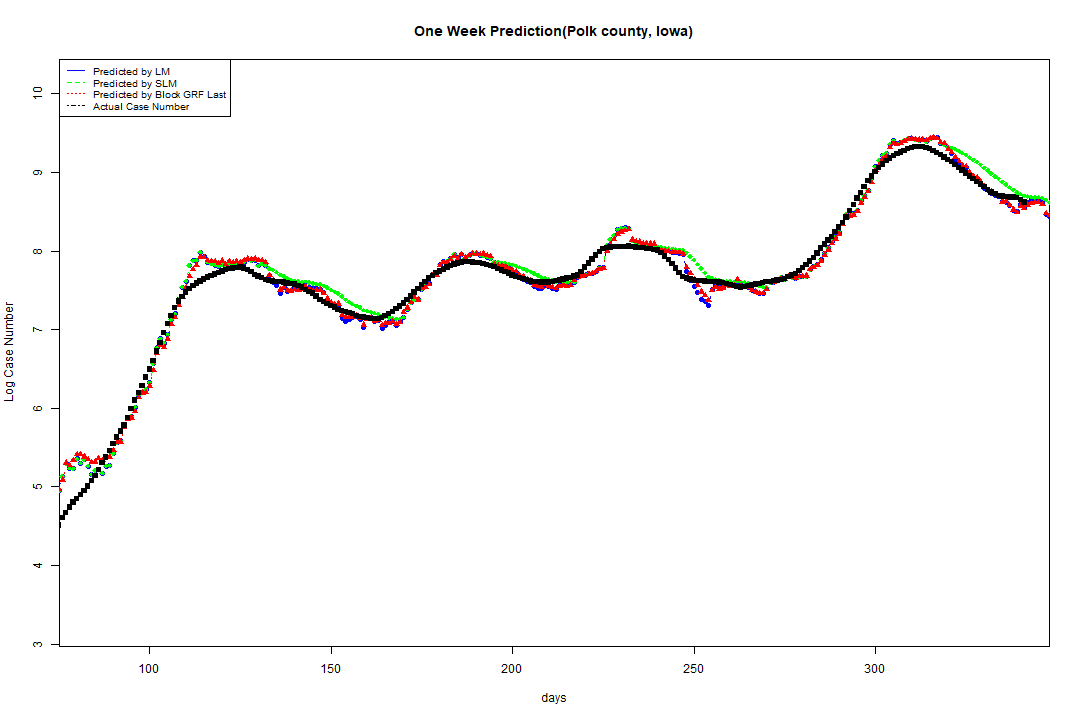 One Week Prediction(Polk county, Iowa)
Predicted by LM
Predicted by SLM
Predicted by Block GRF Last
Actual Case Number
10
9
8
7
6
5
4
3
Log Case Number
100 150 200 250 300
days